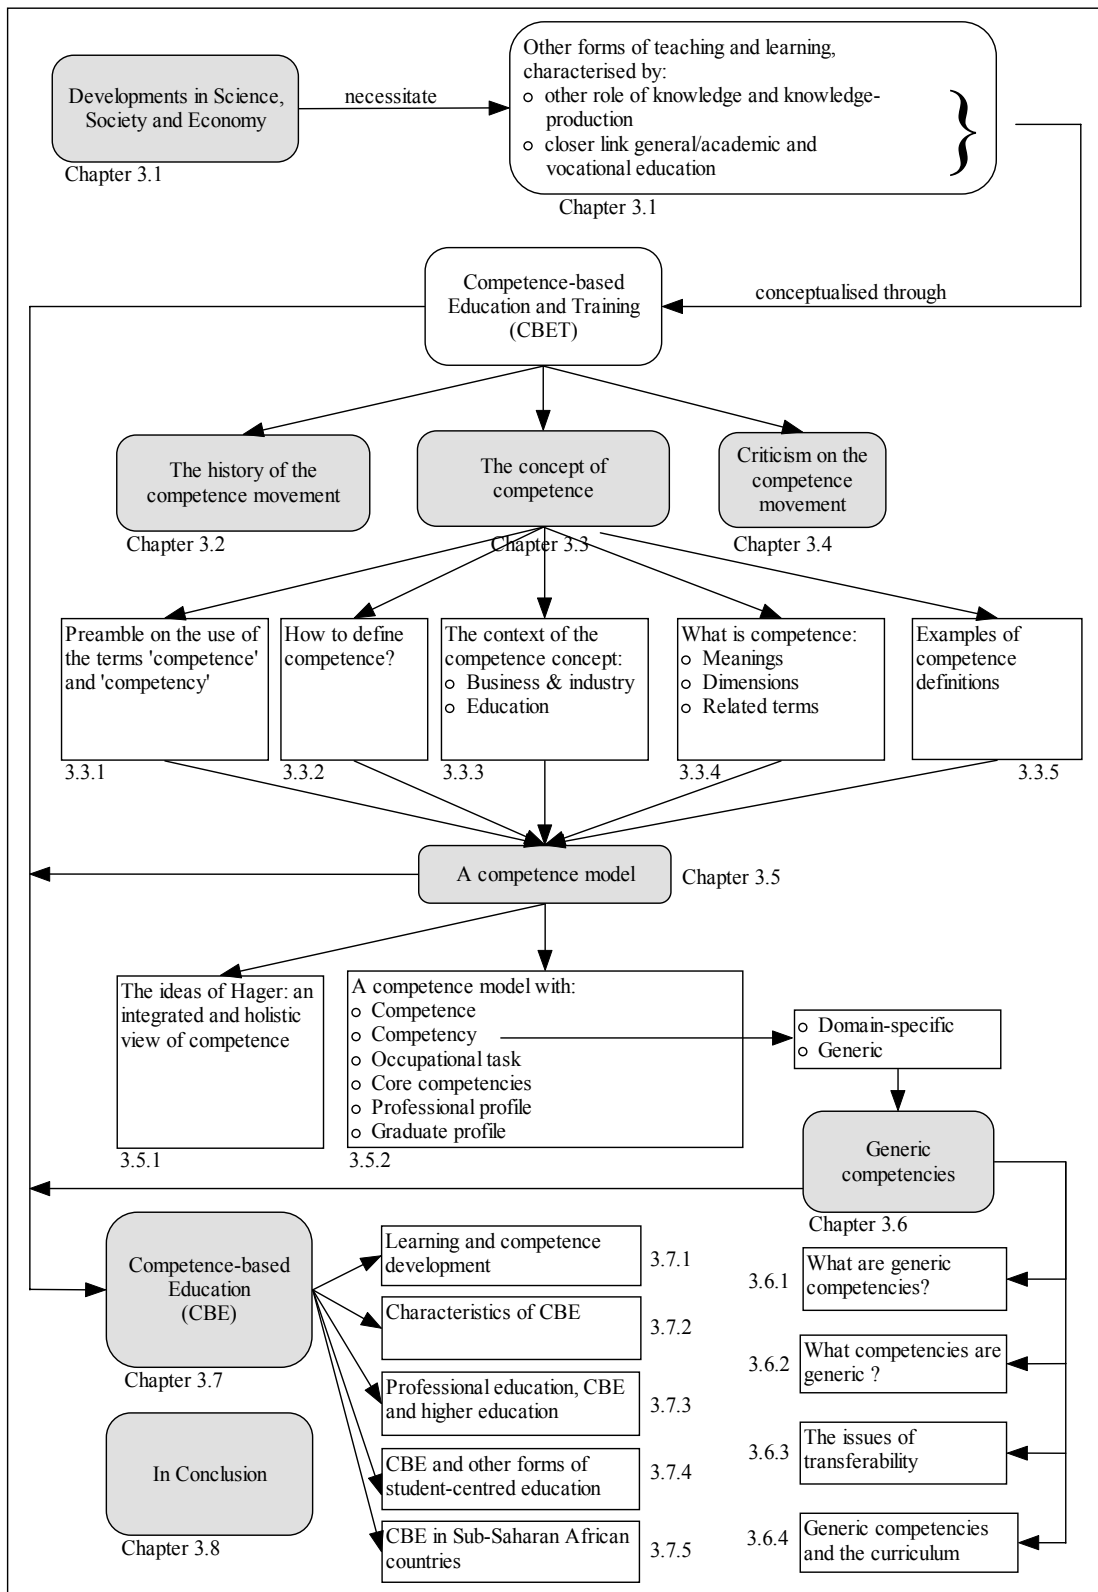 Developments in Science,
Society and Economy
Chapter 3.1
necessitate
Other forms of teaching and learning,
characterised by:
other role of knowledge and knowledge-
production
closer link general/academic and
vocational education
}
Chapter 3.1
Competence-based
Education and Training
(CBET)
conceptualised through
The history of the
competence movement
Chapter 3.2
The concept of
competence
Chapter 3.3
Criticism on the
competence
movement
Chapter 3.4
Preamble on the use of
the terms 'competence'
and 'competency'
3.3.1
How to define
competence?
3.3.2
The context of the
competence concept:
Business & industry
Education
3.3.3
What is competence:
Meanings
Dimensions
Related terms
3.3.4
Examples of
competence
definitions
3.3.5
A competence model
Chapter 3.5
The ideas of Hager: an
integrated and holistic
view of competence
3.5.1
A competence model with:
Competence
Competency
Occupational task
Core competencies
Professional profile
Graduate profile
3.5.2
Domain-specific
Generic
Generic
competencies
Chapter 3.6
Competence-based
Education
(CBE)
Chapter 3.7
Learning and competence
development
3.7.1
Characteristics of CBE
3.7.2
Professional education, CBE
and higher education
3.7.3
CBE and other forms of
student-centred education
3.7.4
CBE in Sub-Saharan African
countries
3.7.5
3.6.1
What are generic
competencies?
3.6.2
What competencies are
generic ?
3.6.3
The issues of
transferability
3.6.4
Generic competencies
and the curriculum
In Conclusion
Chapter 3.8